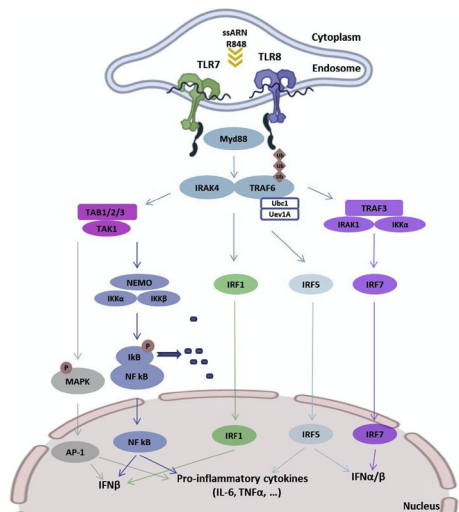 Cytoplasm
ssARN
R848
Endosome
TLR7
TLR8
Myd88
Ub
Ub
Ub
IRAK4
TRAF6
Ubc1
Uev1A
TAB1/2/3
TAK1
TRAF3
IRAK1
IKKα
NEMO
IKKα
IKKβ
IRF1
IRF5
IRF7
P
IkB
NF kB
P
MAPK
AP-1
NF kB
IRF1
IRF5
IRF7
IFNβ
Pro-inflammatory cytokines
(IL-6, TNFα, ...)
IFNα/β
Nucleus